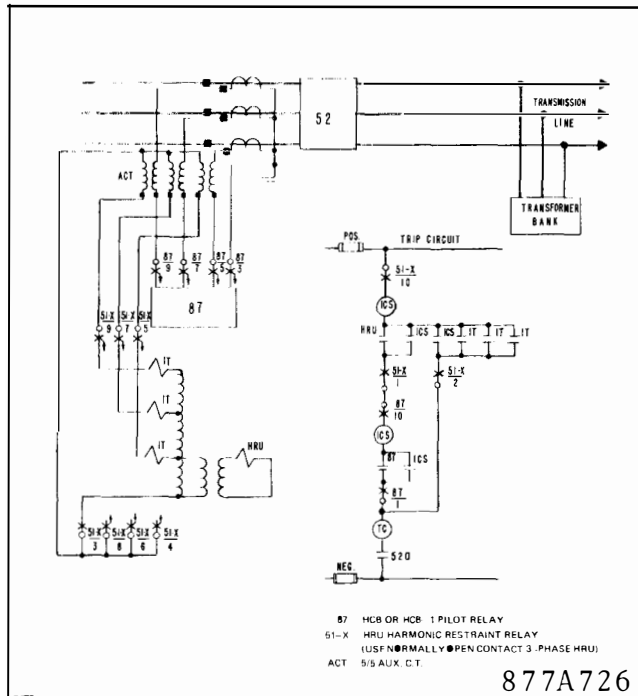 52
TRANSMISSION
LINE
ACT
TRANSFORMER
BANK
POS.
TRIP CIRCUIT
87
9
87
7
87
5
87
3
51-X
10
87
ICS
51-X
9
51-X
7
51-X
5
HRU
ICS
ICS
IT
IT
IT
IT
51-X
1
51-X
2
IT
87
10
IT
HRU
ICS
87
ICS
87
1
51-X
3
51-X
8
51-X
6
51-X
4
TC
52a
NEG.
87 HCB OR HCB 1 PILOT RELAY
51-X HRU HARMONIC RESTRAINT RELAY
(USE NORMALLY OPEN CONTACT 3-PHASE HRU)
ACT 5/5 AUX. C.T.
877A726